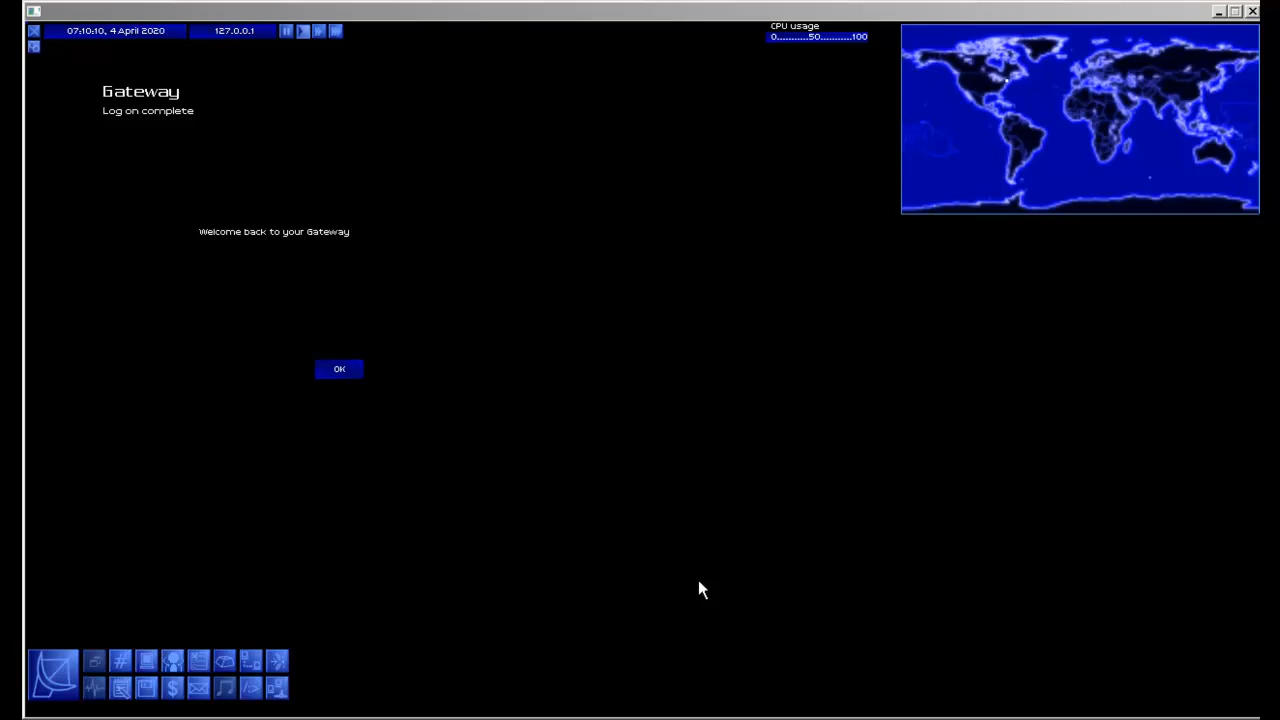 07:10:10, 4 April 2020
127.0.0.1
CPU usage
0...........50...........100
Gateway
Log on complete
Welcome back to your Gateway
OK